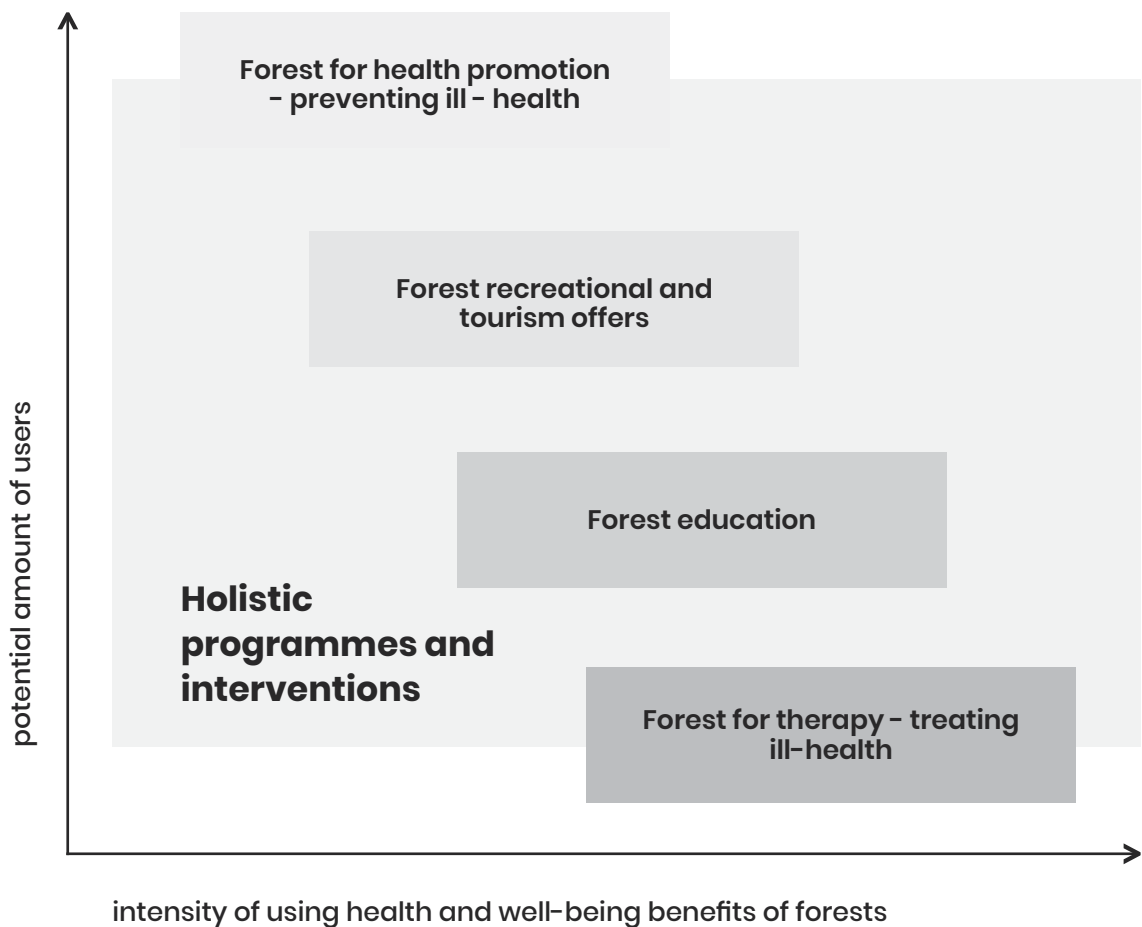 Forest for health promotion
- preventing ill - health
Forest recreational and
tourism offers
Forest education
Holistic
programmes and
interventions
Forest for therapy - treating
ill-health
potential amount of users
intensity of using health and well-being benefits of forests